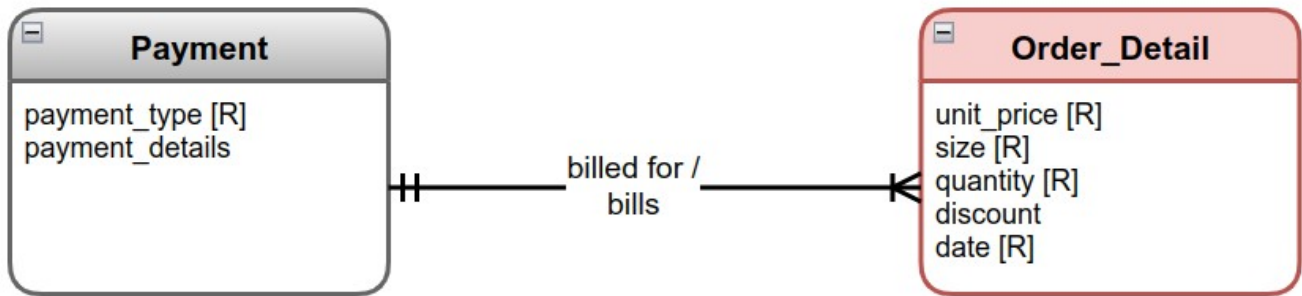 Payment
payment_type [R]
payment_details
billed for /
bills
Order_Detail
unit_price [R]
size [R]
quantity [R]
discount
date [R]